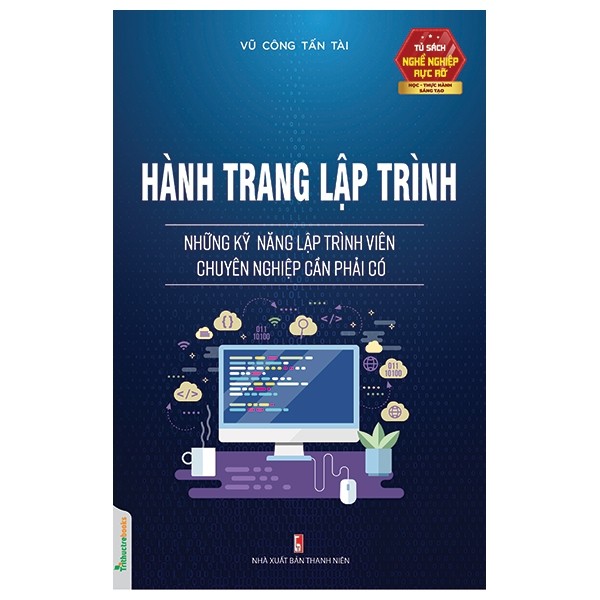 VŨ CÔNG TẤN TÀI
TỦ SÁCH
NGHỀ NGHIỆP
RỰC RỠ
HỌC - THỰC HÀNH
SÁNG TẠO
HÀNH TRANG LẬP TRÌNH
NHỮNG KỸ NĂNG LẬP TRÌNH VIÊN
CHUYÊN NGHIỆP CẦN PHẢI CÓ
{ }
011
10100
</>
</>
011
10100
Trithuctrebooks
NHÀ XUẤT BẢN THANH NIÊN